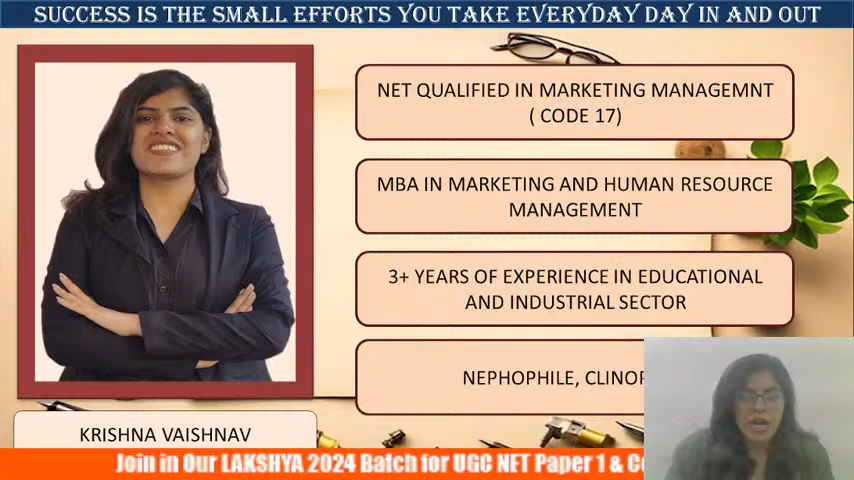 SUCCESS IS THE SMALL EFFORTS YOU TAKE EVERYDAY DAY IN AND OUT
NET QUALIFIED IN MARKETING MANAGEMNT
( CODE 17)
MBA IN MARKETING AND HUMAN RESOURCE
MANAGEMENT
3+ YEARS OF EXPERIENCE IN EDUCATIONAL
AND INDUSTRIAL SECTOR
NEPHOPHILE,
KRISHNA VAISHNAV
Join in Our LAKSHYA 2024 Batch for UGC NET Paper 1 &